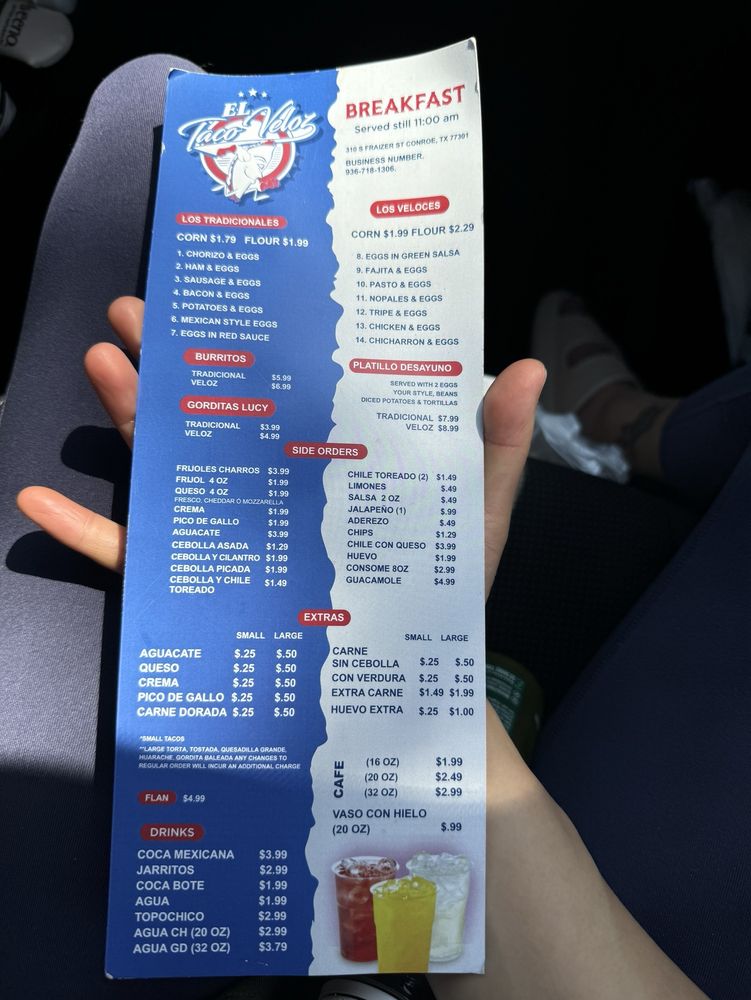 EL
Taco Veloz
BREAKFAST
Served still 11:00 am
310 S FRAIZER ST CONROE, TX 77301
BUSINESS NUMBER.
936-718-1306.
LOS TRADICIONALES
CORN $1.79 FLOUR $1.99
1. CHORIZO & EGGS
2. HAM & EGGS
3. SAUSAGE & EGGS
4. BACON & EGGS
5. POTATOES & EGGS
6. MEXICAN STYLE EGGS
7. EGGS IN RED SAUCE
LOS VELOCES
CORN $1.99 FLOUR $2.29
8. EGGS IN GREEN SALSA
9. FAJITA & EGGS
10. PASTO & EGGS
11. NOPALES & EGGS
12. TRIPE & EGGS
13. CHICKEN & EGGS
14. CHICHARRON & EGGS
BURRITOS
TRADICIONAL $5.99
VELOZ $6.99
GORDITAS LUCY
TRADICIONAL $3.99
VELOZ $4.99
PLATILLO DESAYUNO
SERVED WITH 2 EGGS
YOUR STYLE, BEANS
DICED POTATOES & TORTILLAS
TRADICIONAL $7.99
VELOZ $8.99
SIDE ORDERS
FRIJOLES CHARROS $3.99
FRIJOL 4 OZ $1.99
QUESO 4 OZ $1.99
FRESCO, CHEDDAR O MOZZARELLA
CREMA $1.99
PICO DE GALLO $1.99
AGUACATE $3.99
CEBOLLA ASADA $1.29
CEBOLLA Y CILANTRO $1.99
CEBOLLA PICADA $1.99
CEBOLLA Y CHILE $1.49
TOREADO
CHILE TOREADO (2) $1.49
LIMONES $.49
SALSA 2 OZ $.49
JALAPEÑO (1) $.99
ADEREZO $.49
CHIPS $1.29
CHILE CON QUESO $3.99
HUEVO $1.99
CONSOME 8OZ $2.99
GUACAMOLE $4.99
EXTRAS
SMALL LARGE
AGUACATE $.25 $.50
QUESO $.25 $.50
CREMA $.25 $.50
PICO DE GALLO $.25 $.50
CARNE DORADA $.25 $.50
SMALL LARGE
CARNE
SIN CEBOLLA $.25 $.50
CON VERDURA $.25 $.50
EXTRA CARNE $1.49 $1.99
HUEVO EXTRA $.25 $1.00
*SMALL TACOS
**LARGE TORTA, TOSTADA, QUESADILLA GRANDE,
HUARACHE, GORDITA BALEADA ANY CHANGES TO
REGULAR ORDER WILL INCUR AN ADDITIONAL CHARGE
FLAN $4.99
CAFE
(16 OZ) $1.99
(20 OZ) $2.49
(32 OZ) $2.99
VASO CON HIELO
(20 OZ) $.99
DRINKS
COCA MEXICANA $3.99
JARRITOS $2.99
COCA BOTE $1.99
AGUA $1.99
TOPOCHICO $2.99
AGUA CH (20 OZ) $2.99
AGUA GD (32 OZ) $3.79